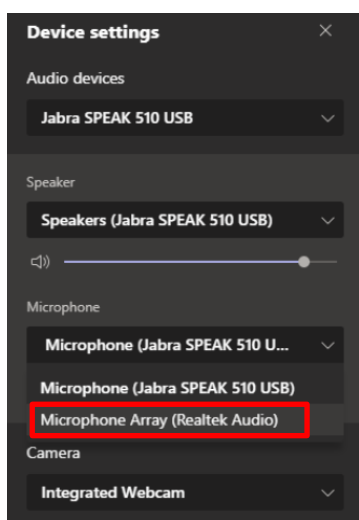 Device settings
Audio devices
Jabra SPEAK 510 USB
Speaker
Speakers (Jabra SPEAK 510 USB)
Microphone
Microphone (Jabra SPEAK 510 U...
Microphone (Jabra SPEAK 510 USB)
Microphone Array (Realtek Audio)
Camera
Integrated Webcam